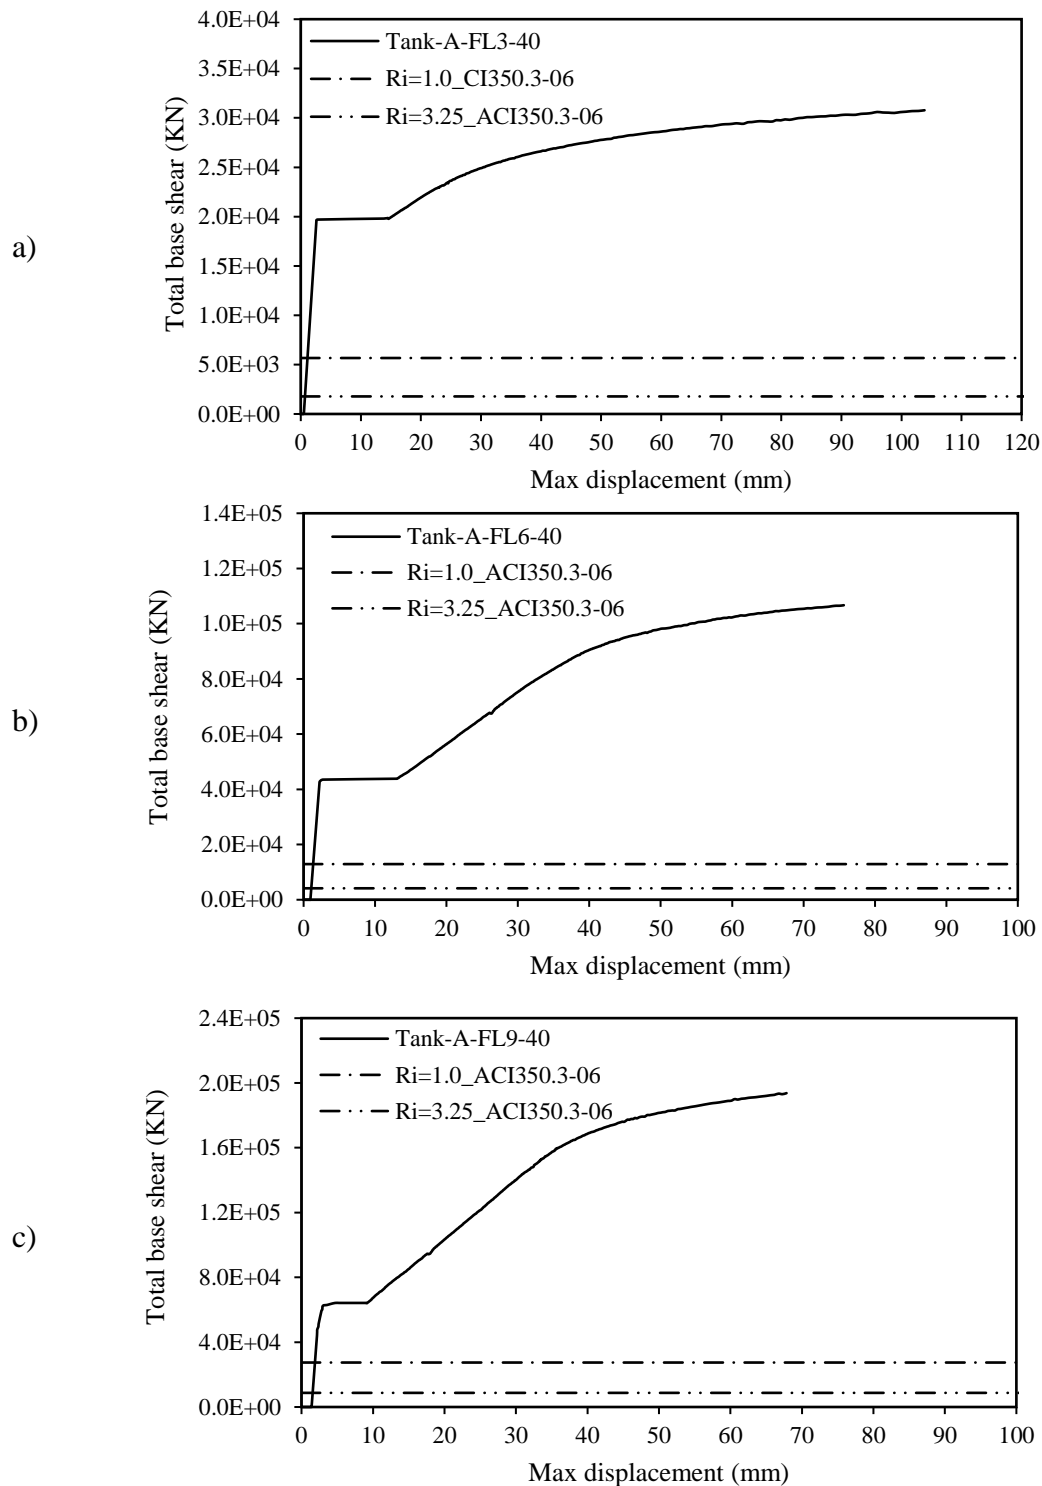 a)
Total base shear (KN)
4.0E+04
3.5E+04
3.0E+04
2.5E+04
2.0E+04
1.5E+04
1.0E+04
5.0E+03
0.0E+00
Tank-A-FL3-40
Ri=1.0_CI350.3-06
Ri=3.25_ACI350.3-06
0 10 20 30 40 50 60 70 80 90 100 110 120
Max displacement (mm)
b)
Total base shear (KN)
1.4E+05
1.2E+05
1.0E+05
8.0E+04
6.0E+04
4.0E+04
2.0E+04
0.0E+00
Tank-A-FL6-40
Ri=1.0_ACI350.3-06
Ri=3.25_ACI350.3-06
0 10 20 30 40 50 60 70 80 90 100
Max displacement (mm)
c)
Total base shear (KN)
2.4E+05
2.0E+05
1.6E+05
1.2E+05
8.0E+04
4.0E+04
0.0E+00
Tank-A-FL9-40
Ri=1.0_ACI350.3-06
Ri=3.25_ACI350.3-06
0 10 20 30 40 50 60 70 80 90 100
Max displacement (mm)